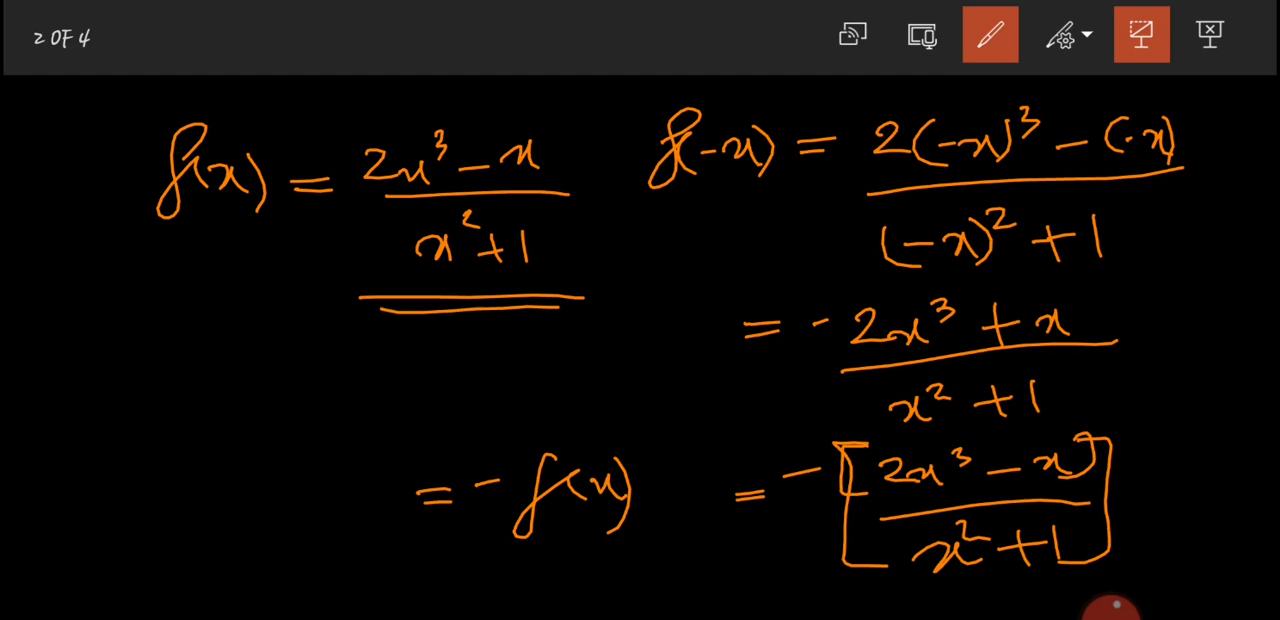 2 OF 4
f(x) = (2x³ - x)/(x² + 1)
f(-x) = (2(-x)³ - (-x))/((-x)² + 1)
= (-2x³ + x)/(x² + 1)
= -[(2x³ - x)/(x² + 1)]
= -f(x)